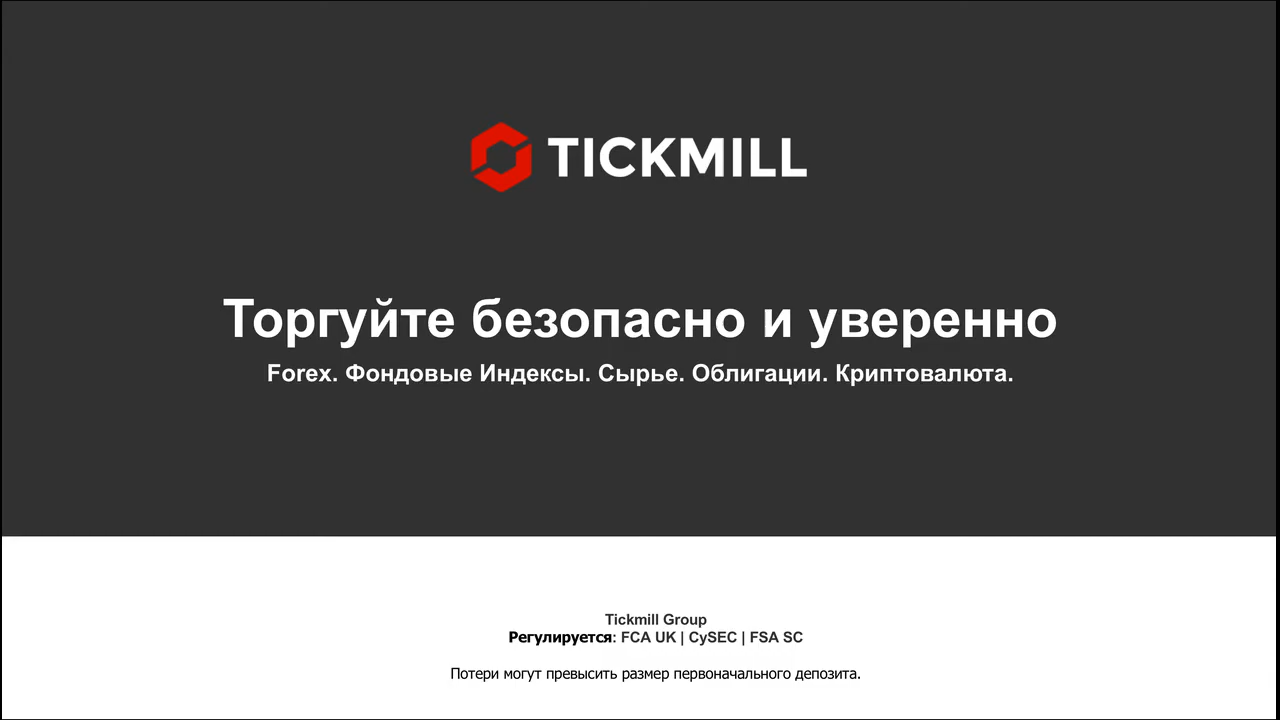 TICKMILL
Торгуйте безопасно и уверенно
Forex. Фондовые Индексы. Сырье. Облигации. Криптовалюта.
Tickmill Group
Регулируется: FCA UK | CySEC | FSA SC
Потери могут превысить размер первоначального депозита.